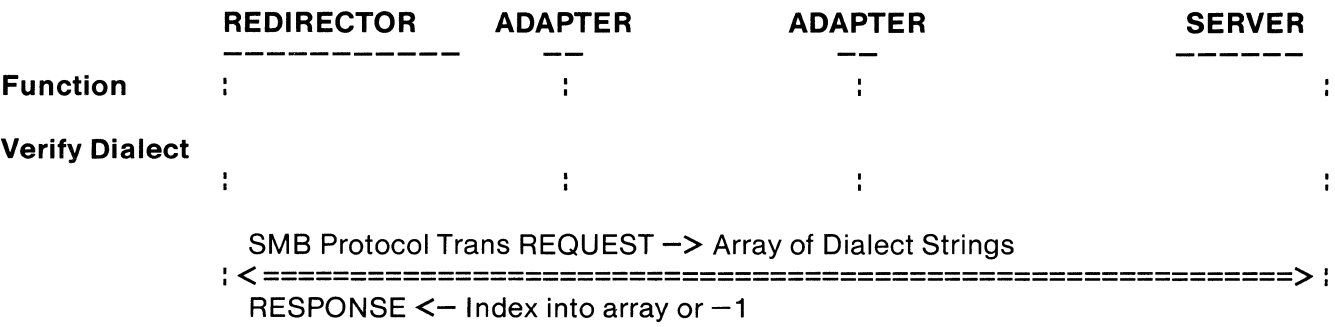 REDIRECTOR ADAPTER ADAPTER SERVER
Function
Verify Dialect
SMB Protocol Trans REQUEST —> Array of Dialect Strings
RESPONSE <— Index into array or —1